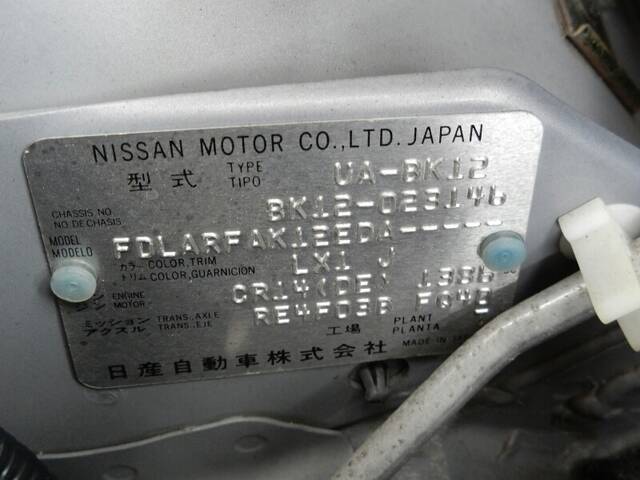 NISSAN MOTOR CO., LTD. JAPAN
型式 TYPE TIPO UA-BK12
CHASSIS NO NO DE CHASIS BK12-023146
MODEL MODELO FDLARFAK12EDA-----
カラー COLOR, TRIM トリム COLOR, GUARNICION LX1 J
エンジン ENGINE MOTOR CR14(DE) 1386 cc
ミッション アクスル TRANS., AXLE TRANS., EJE RE4F03B FG42
工場 PLANT PLANTA
日産自動車株式会社 MADE IN